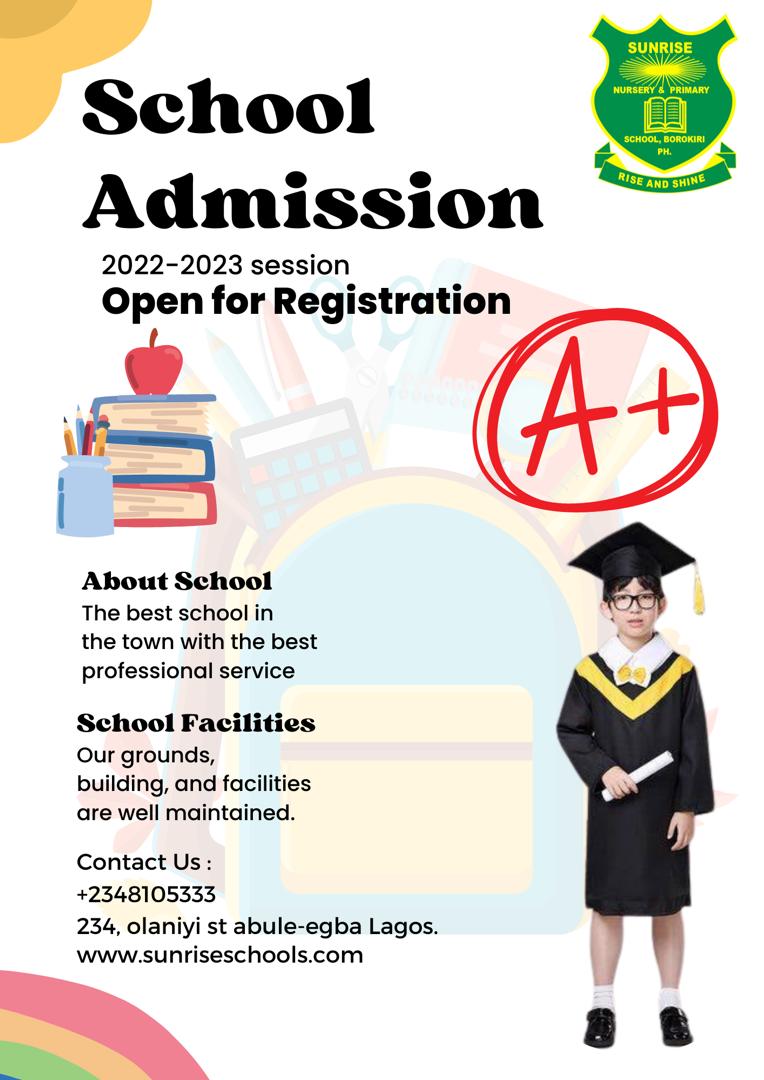 School
Admission
2022-2023 session
Open for Registration
SUNRISE
NURSERY & PRIMARY
SCHOOL, BOROKIRI
PH.
RISE AND SHINE
A+
About School
The best school in
the town with the best
professional service
School Facilities
Our grounds,
building, and facilities
are well maintained.
Contact Us :
+2348105333
234, olaniyi st abule-egba Lagos.
www.sunriseschools.com